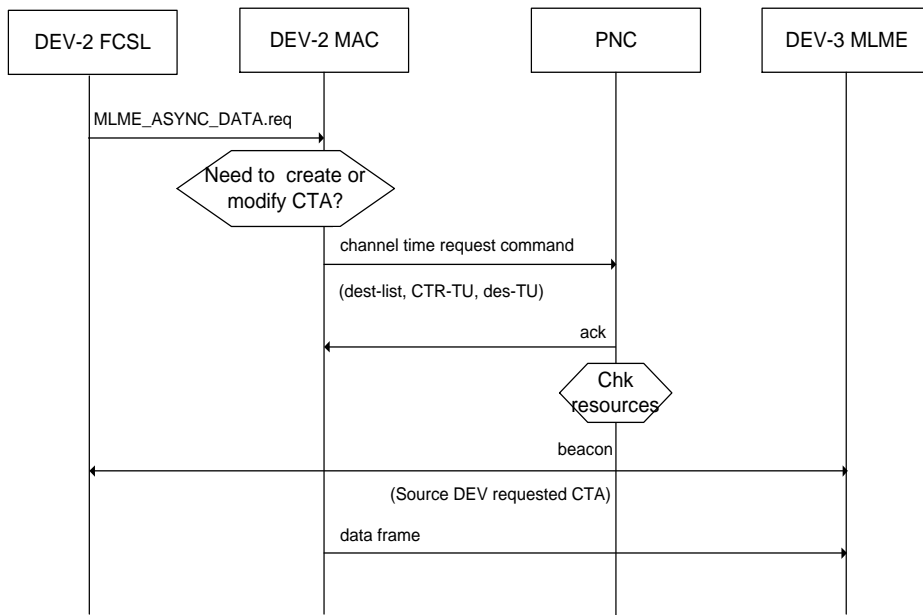 DEV-2 FCSL
DEV-2 MAC
PNC
DEV-3 MLME
MLME_ASYNC_DATA.req
Need to create or
modify CTA?
channel time request command
(dest-list, CTR-TU, des-TU)
ack
Chk
resources
beacon
(Source DEV requested CTA)
data frame